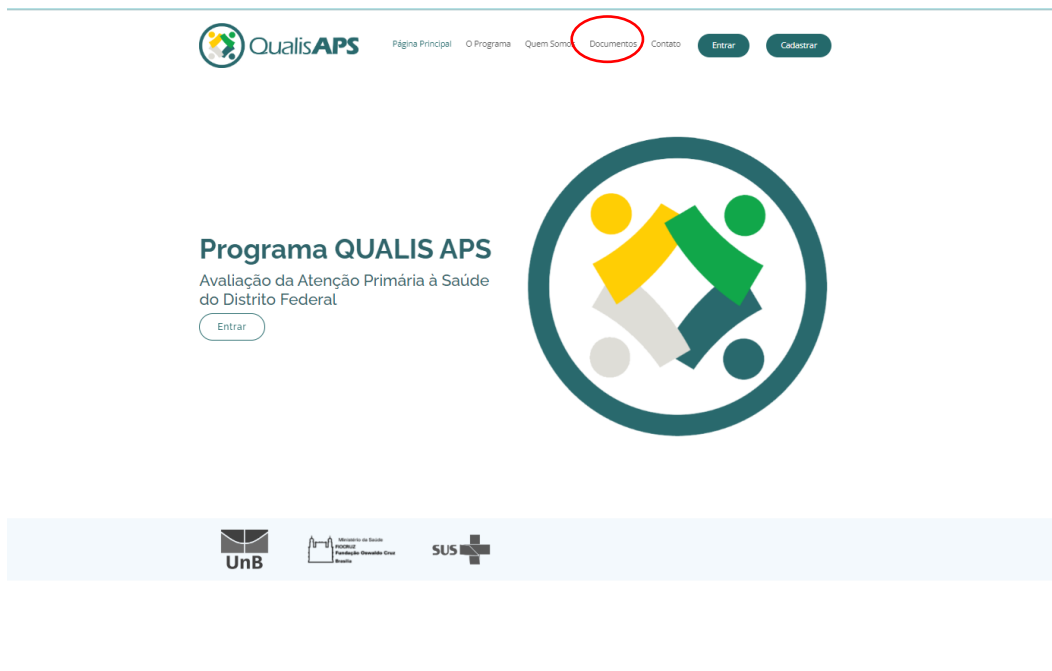 QualisAPS
Página Principal O Programa Quem Somos Documentos Contato Entrar Cadastrar
Programa QUALIS APS
Avaliação da Atenção Primária à Saúde
do Distrito Federal
Entrar
UnB
Ministério da Saúde
FIOCRUZ
Fundação Oswaldo Cruz
Brasília
SUS